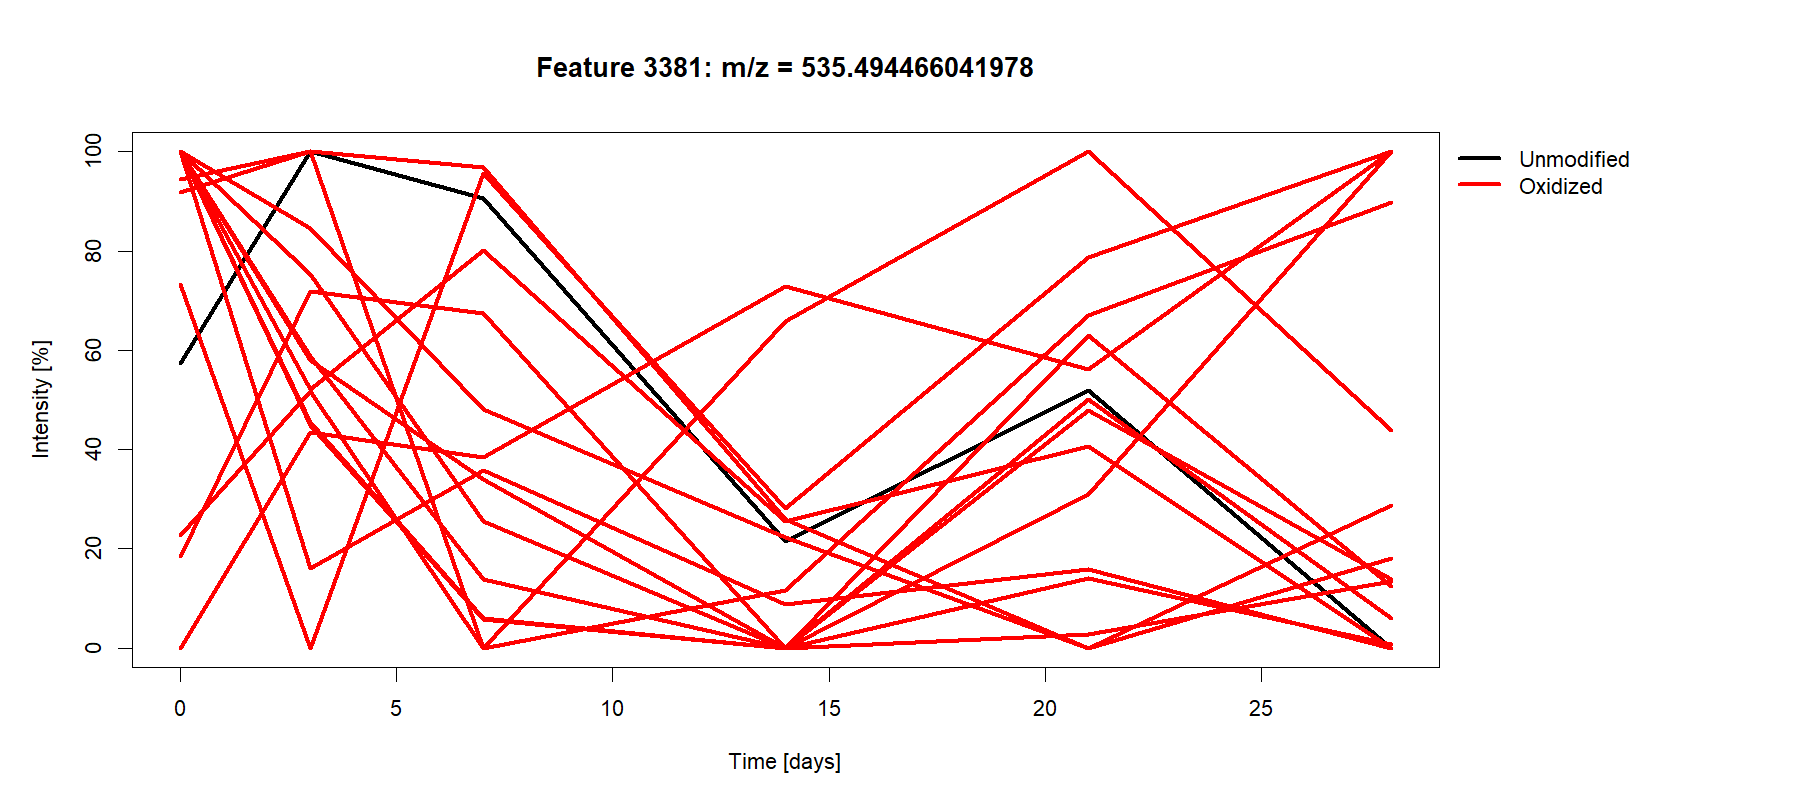 Feature 3381: m/z = 535.494466041978
Unmodified
Oxidized
Intensity [%]
100
80
60
40
20
0
0 5 10 15 20 25
Time [days]